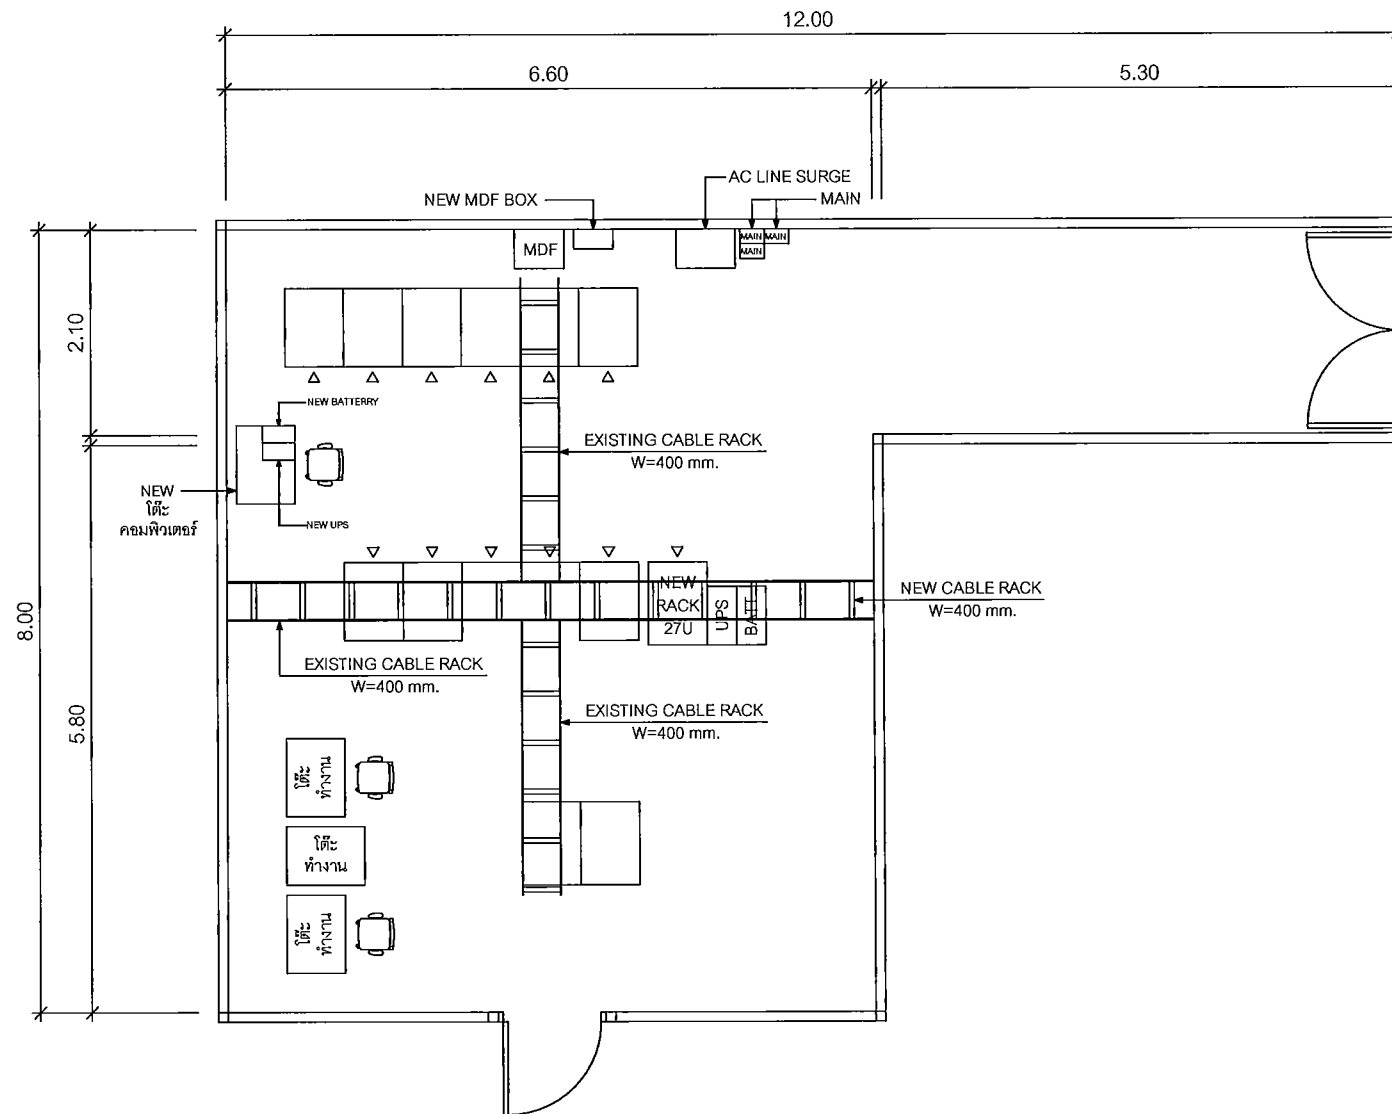 12.00
6.60
5.30
AC LINE SURGE
NEW MDF BOX
MAIN
MDF
MAIN
MAIN
MAIN
2.10
NEW BATTERRY
EXISTING CABLE RACK
W=400 mm.
NEW
โต๊ะ
คอมพิวเตอร์
NEW UPS
8.00
NEW
RACK
27U
UPS
BATT
NEW CABLE RACK
W=400 mm.
EXISTING CABLE RACK
W=400 mm.
5.80
EXISTING CABLE RACK
W=400 mm.
โต๊ะ
ทำงาน
โต๊ะ
ทำงาน
โต๊ะ
ทำงาน